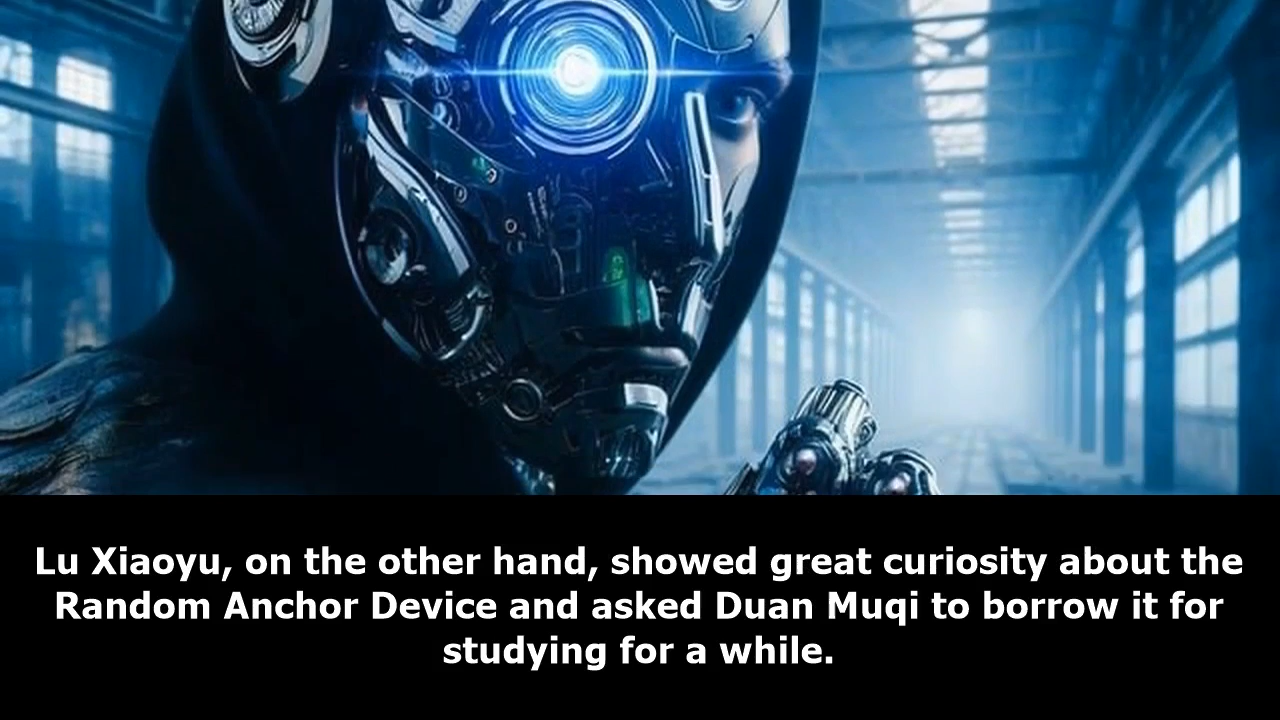 Lu Xiaoyu, on the other hand, showed great curiosity about the
Random Anchor Device and asked Duan Muqi to borrow it for
studying for a while.